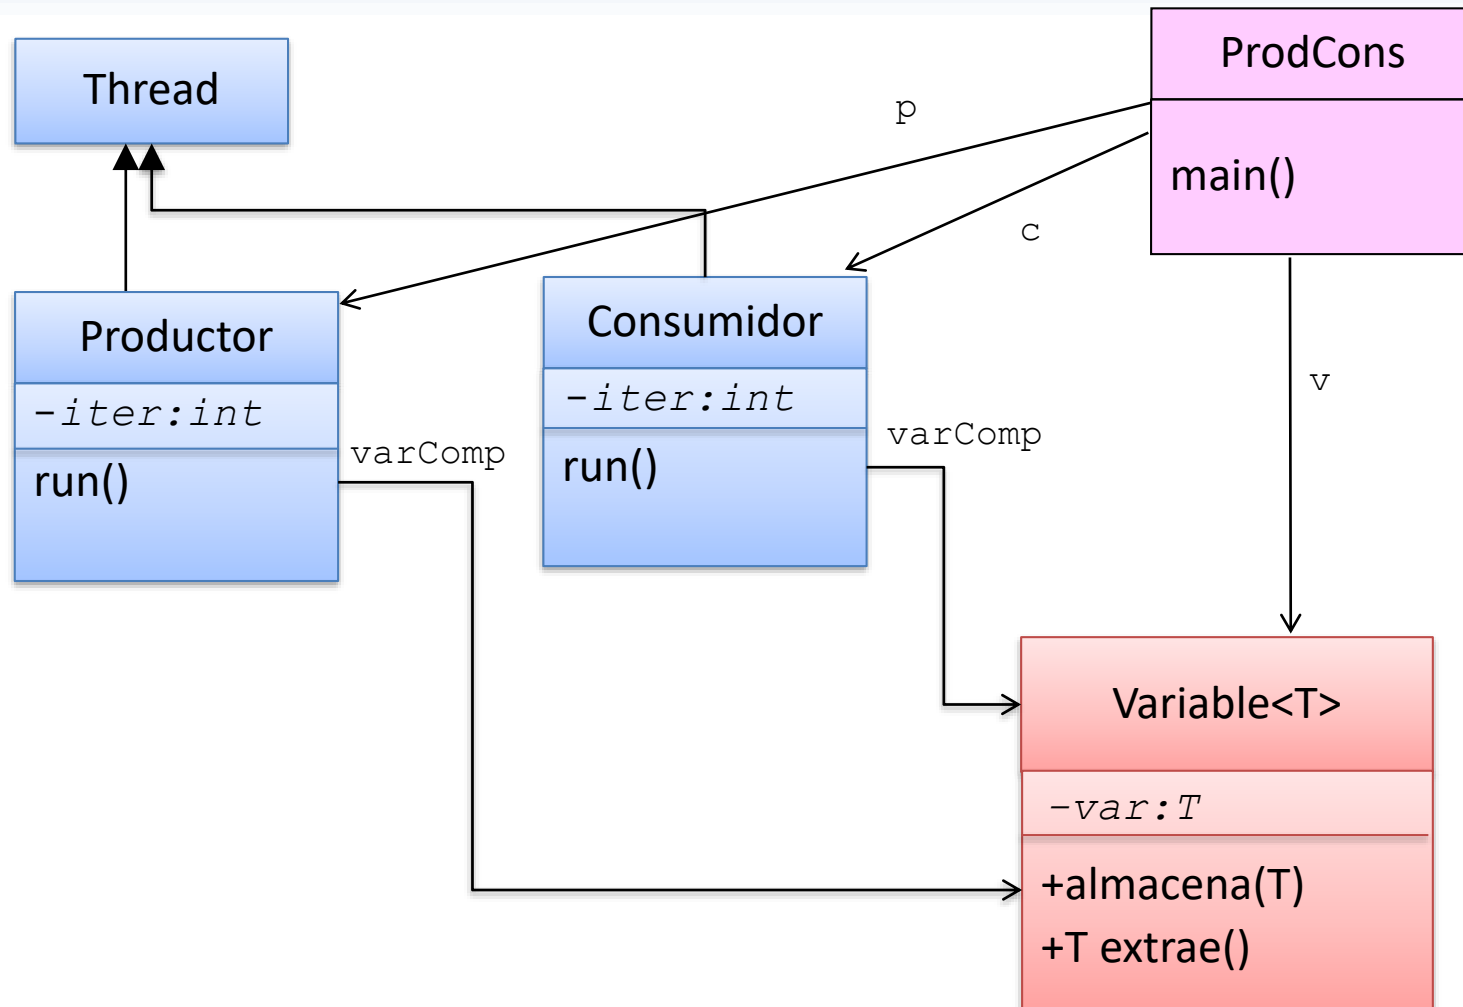 ProdCons
main()
Thread
p
c
v
Productor
-iter:int
run()
varComp
Consumidor
-iter:int
run()
varComp
Variable<T>
-var:T
+almacena(T)
+T extrae()